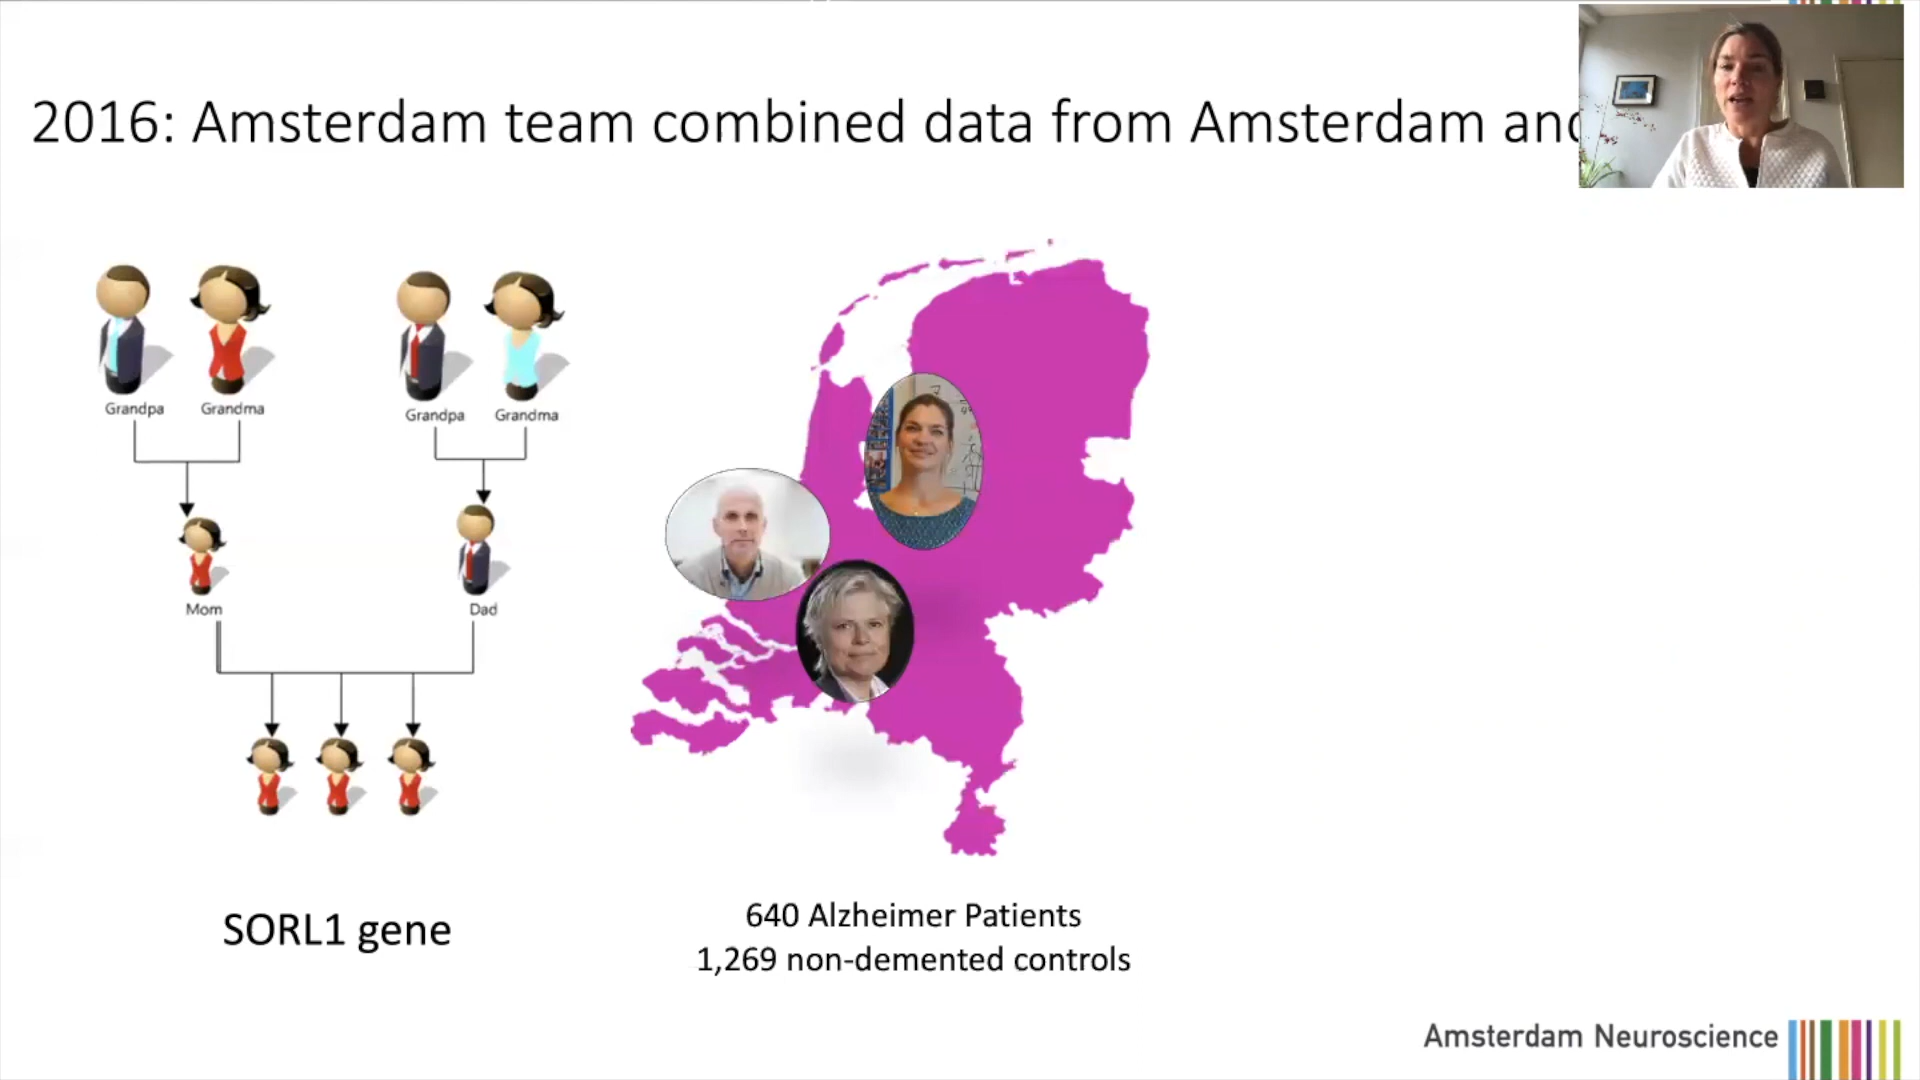 2016: Amsterdam team combined data from Amsterdam and
Grandpa Grandma
Grandpa Grandma
Mom
Dad
SORL1 gene
640 Alzheimer Patients
1,269 non-demented controls
Amsterdam Neuroscience